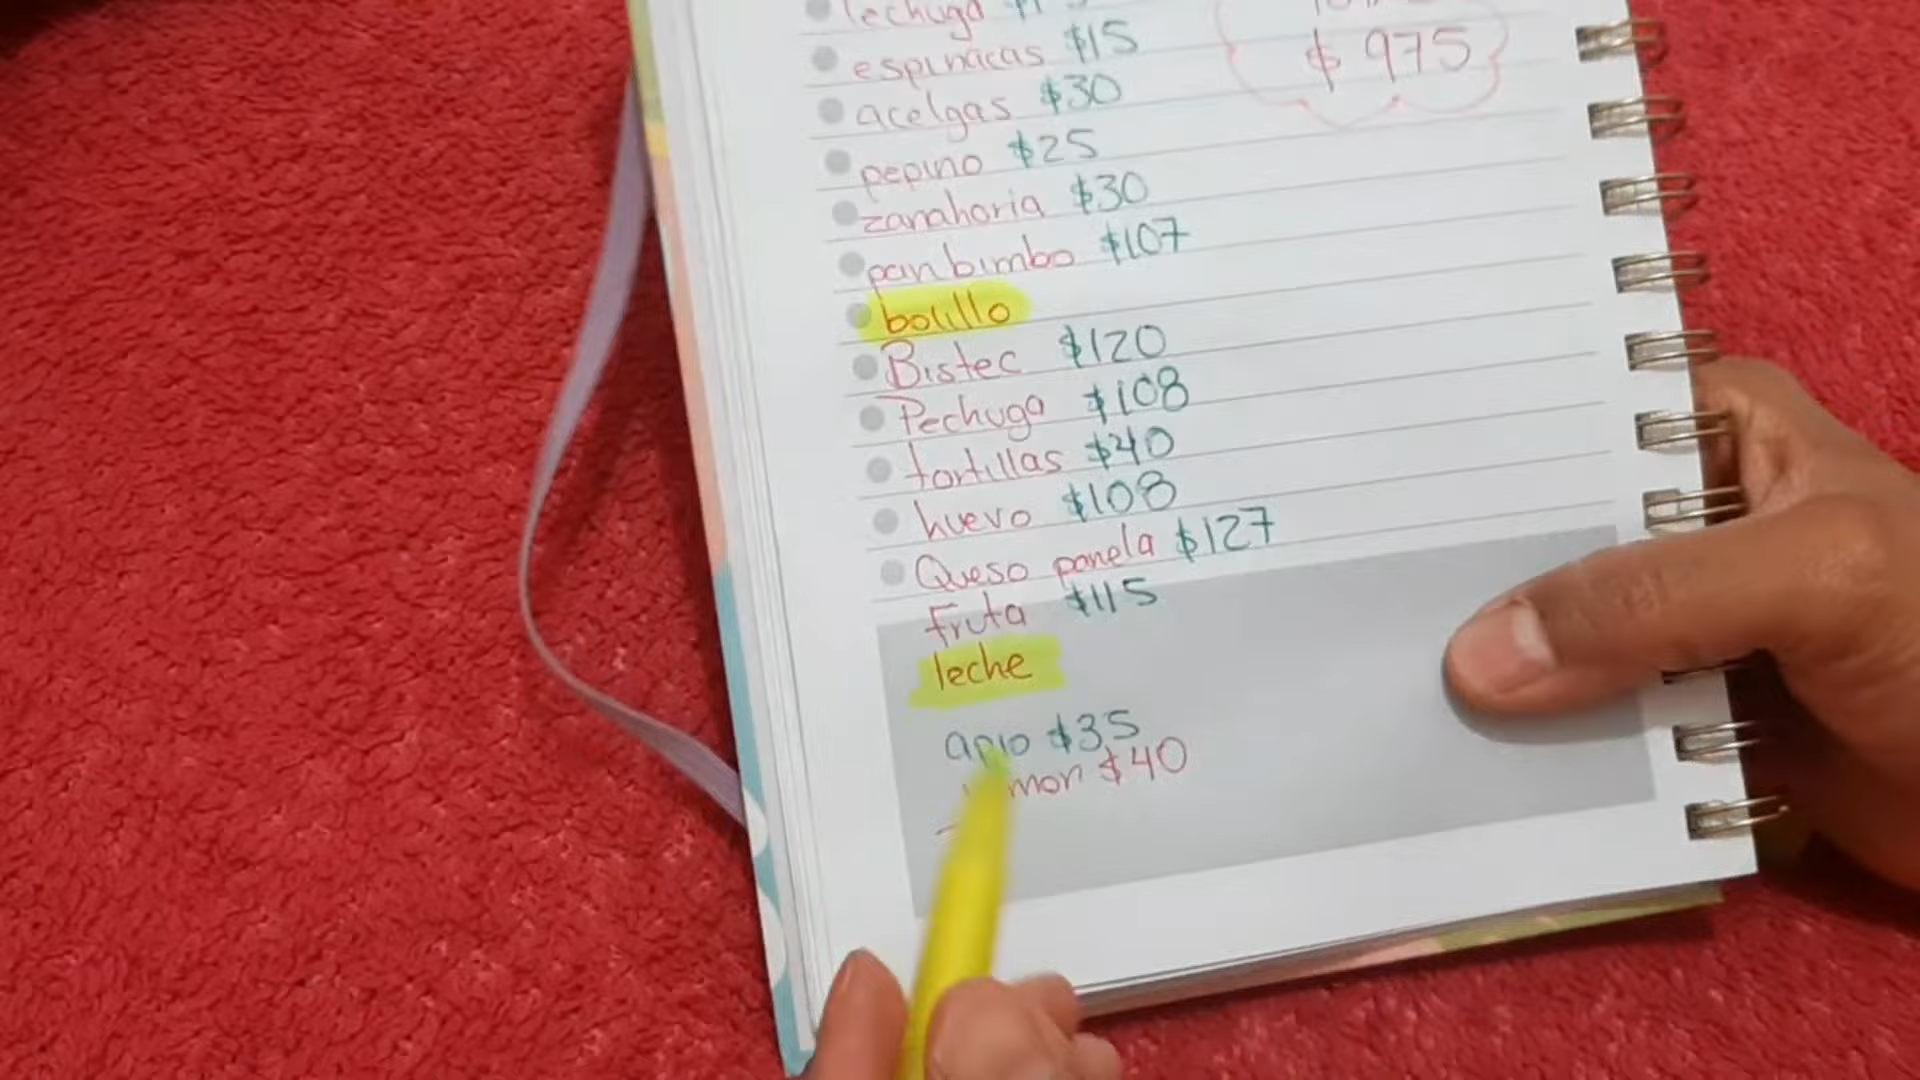 lechuga
$975
espinacas $15
acelgas $30
pepino $25
zanahoria $30
pan bimbo $107
bolillo
Bistec $120
Pechuga $108
tortillas $40
huevo $108
Queso panela $127
Fruta $115
leche
apio $35
$40